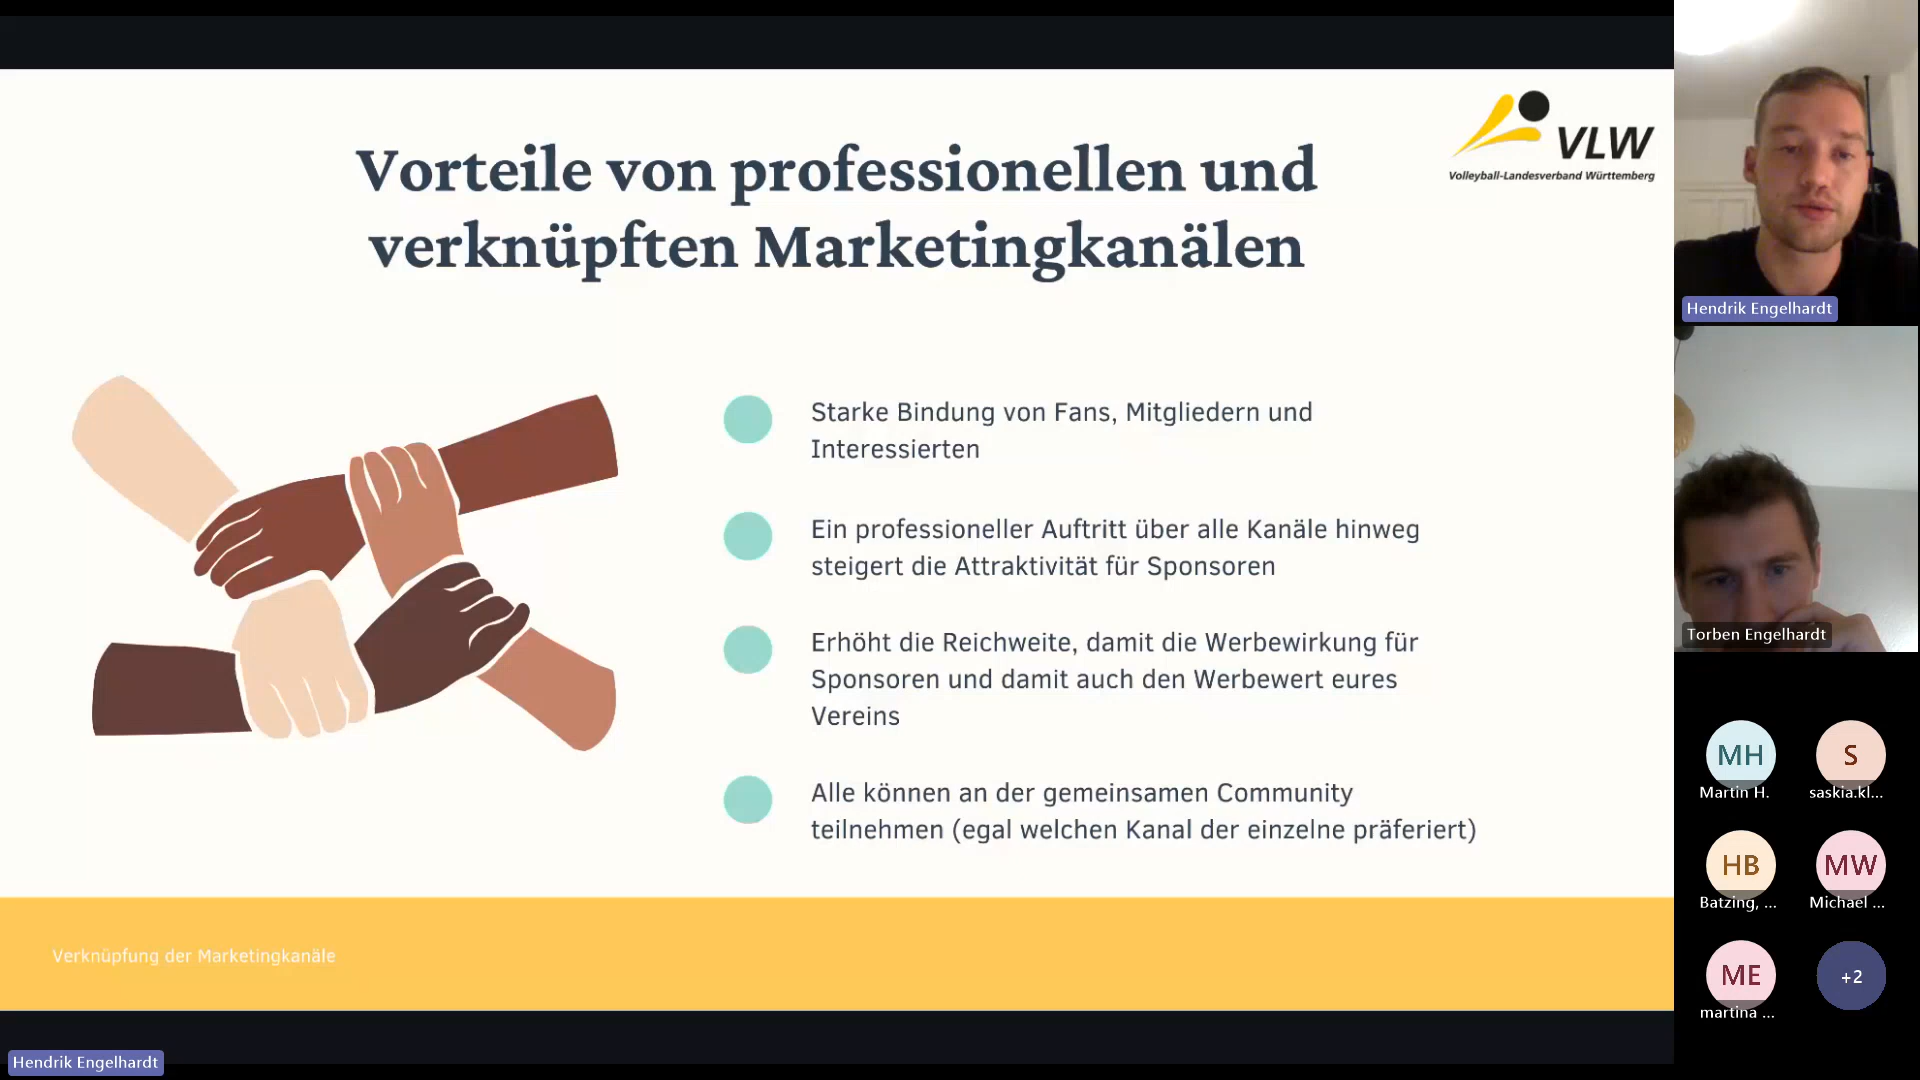 Vorteile von professionellen und
verknüpften Marketingkanälen
VLW
Volleyball-Landesverband Württemberg
Starke Bindung von Fans, Mitgliedern und
Interessierten
Ein professioneller Auftritt über alle Kanäle hinweg
steigert die Attraktivität für Sponsoren
Erhöht die Reichweite, damit die Werbewirkung für
Sponsoren und damit auch den Werbewert eures
Vereins
Alle können an der gemeinsamen Community
teilnehmen (egal welchen Kanal der einzelne präferiert)
Verknüpfung der Marketingkanäle
Hendrik Engelhardt
Hendrik Engelhardt
Torben Engelhardt
MH
Martin H.
S
saskia.kl...
HB
Batzing, ...
MW
Michael ...
ME
martina ...
+2